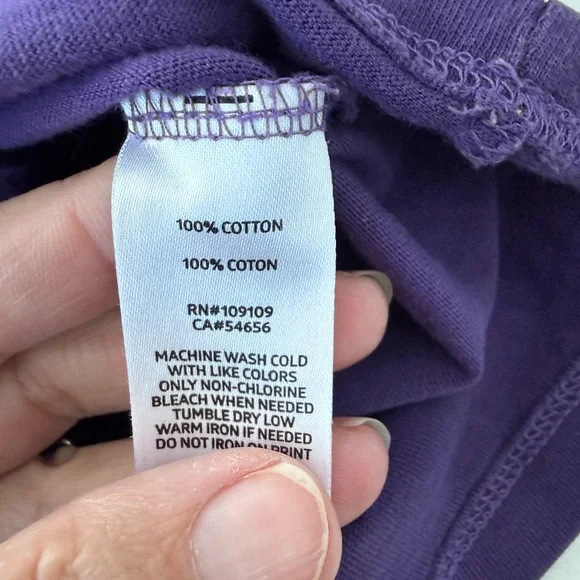 100% COTTON
100% COTON
RN#109109
CA#54656
MACHINE WASH COLD
WITH LIKE COLORS
ONLY NON-CHLORINE
BLEACH WHEN NEEDED
TUMBLE DRY LOW
WARM IRON IF NEEDED
DO NOT IRON ON PRINT